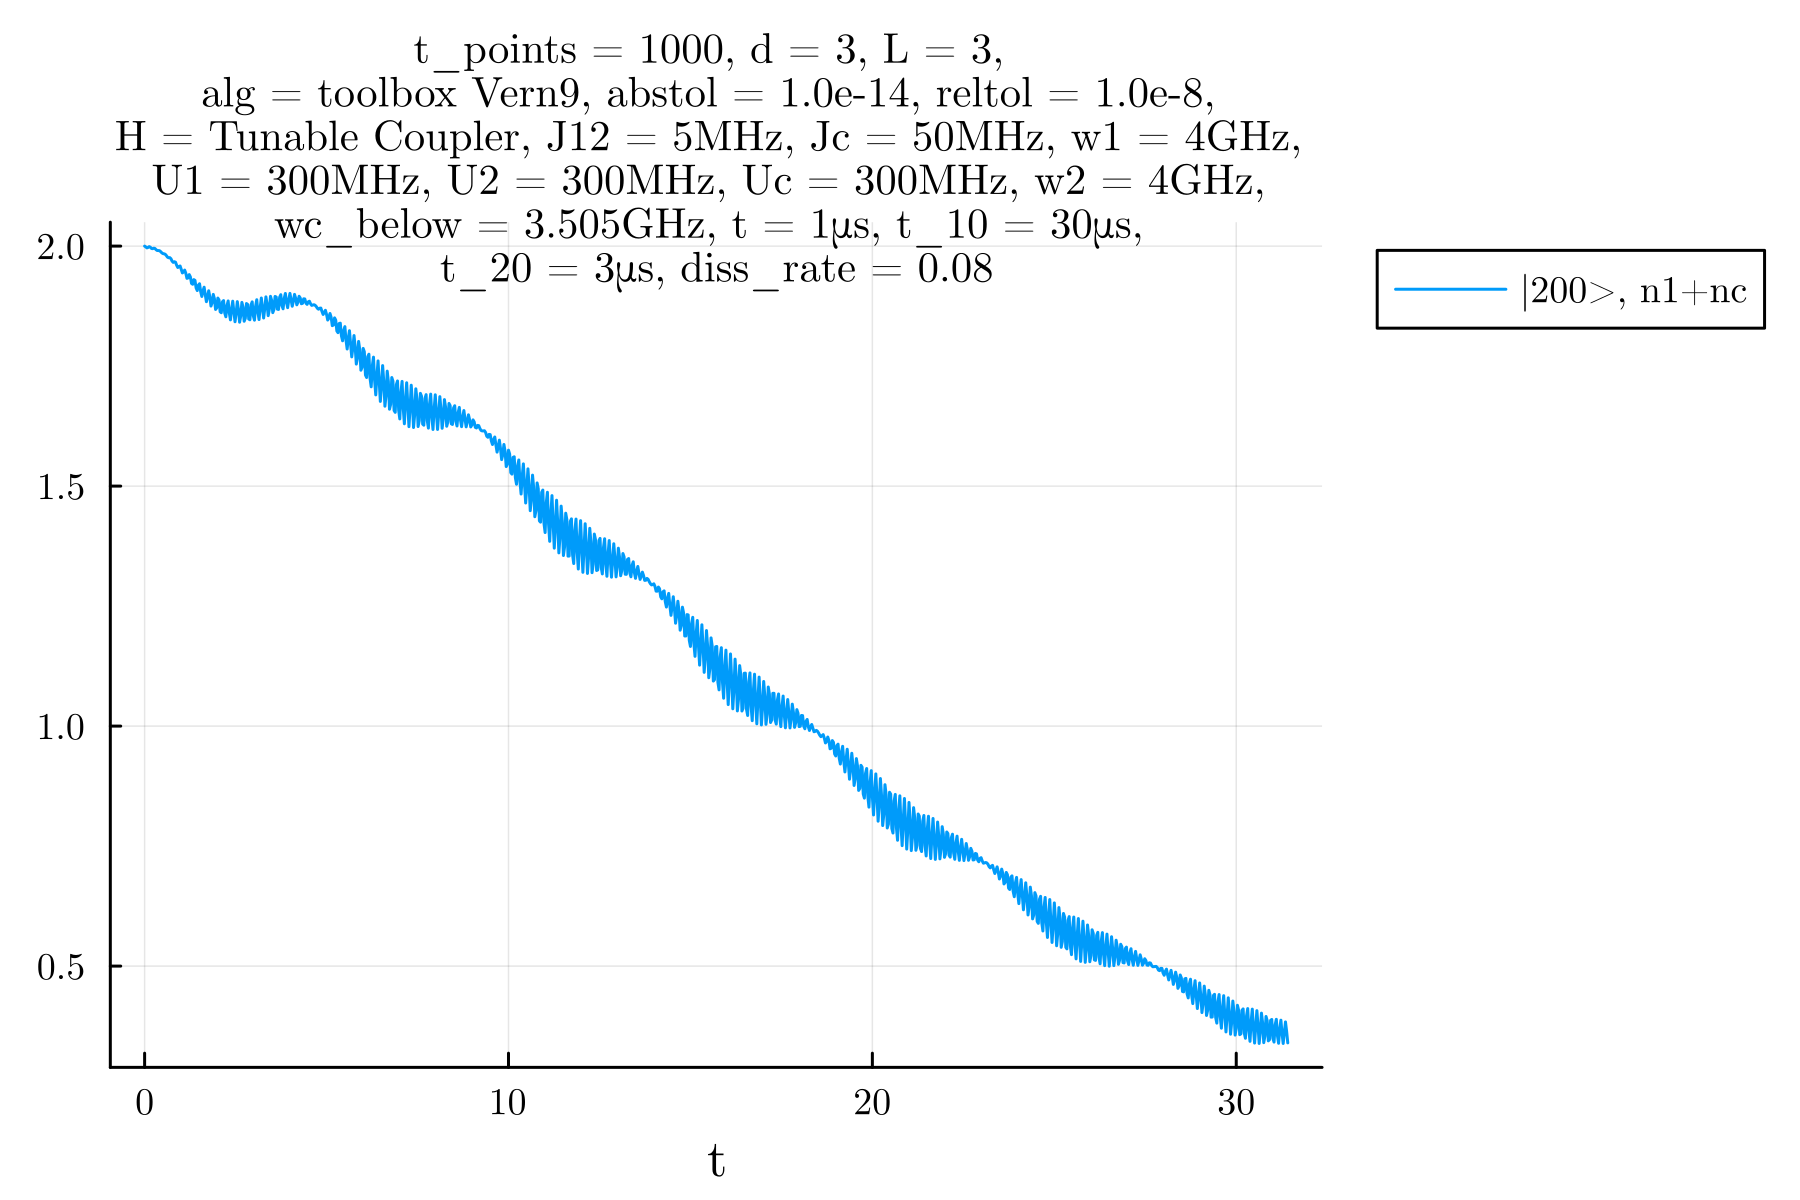 t_points = 1000, d = 3, L = 3,
alg = toolbox Vern9, abstol = 1.0e-14, reltol = 1.0e-8,
H = Tunable Coupler, J12 = 5MHz, Jc = 50MHz, w1 = 4GHz,
U1 = 300MHz, U2 = 300MHz, Uc = 300MHz, w2 = 4GHz,
wc_below = 3.505GHz, t = 1μs, t_10 = 30μs,
t_20 = 3μs, diss_rate = 0.08
2.0
1.5
1.0
0.5
0
10
20
30
t
|200>, n1+nc